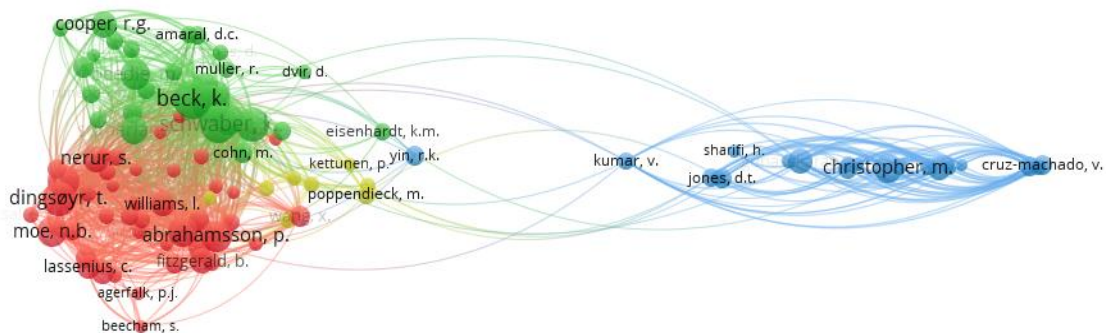 cooper, r.g.
amaral, d.c.
muller, r.
dvir, d.
beck, k.
schwaber, k.
eisenhardt, k.m.
cohn, m.
nerur, s.
kettunen, p.
yin, r.k.
kumar, v.
sharifi, h.
christopher, m.
cruz-machado, v.
jones, d.t.
dingsøyr, t.
williams, l.
poppendieck, m.
wang, x.
moe, n.b.
abrahamsson, p.
lassenius, c.
fitzgerald, b.
agerfalk, p.j.
beecham, s.